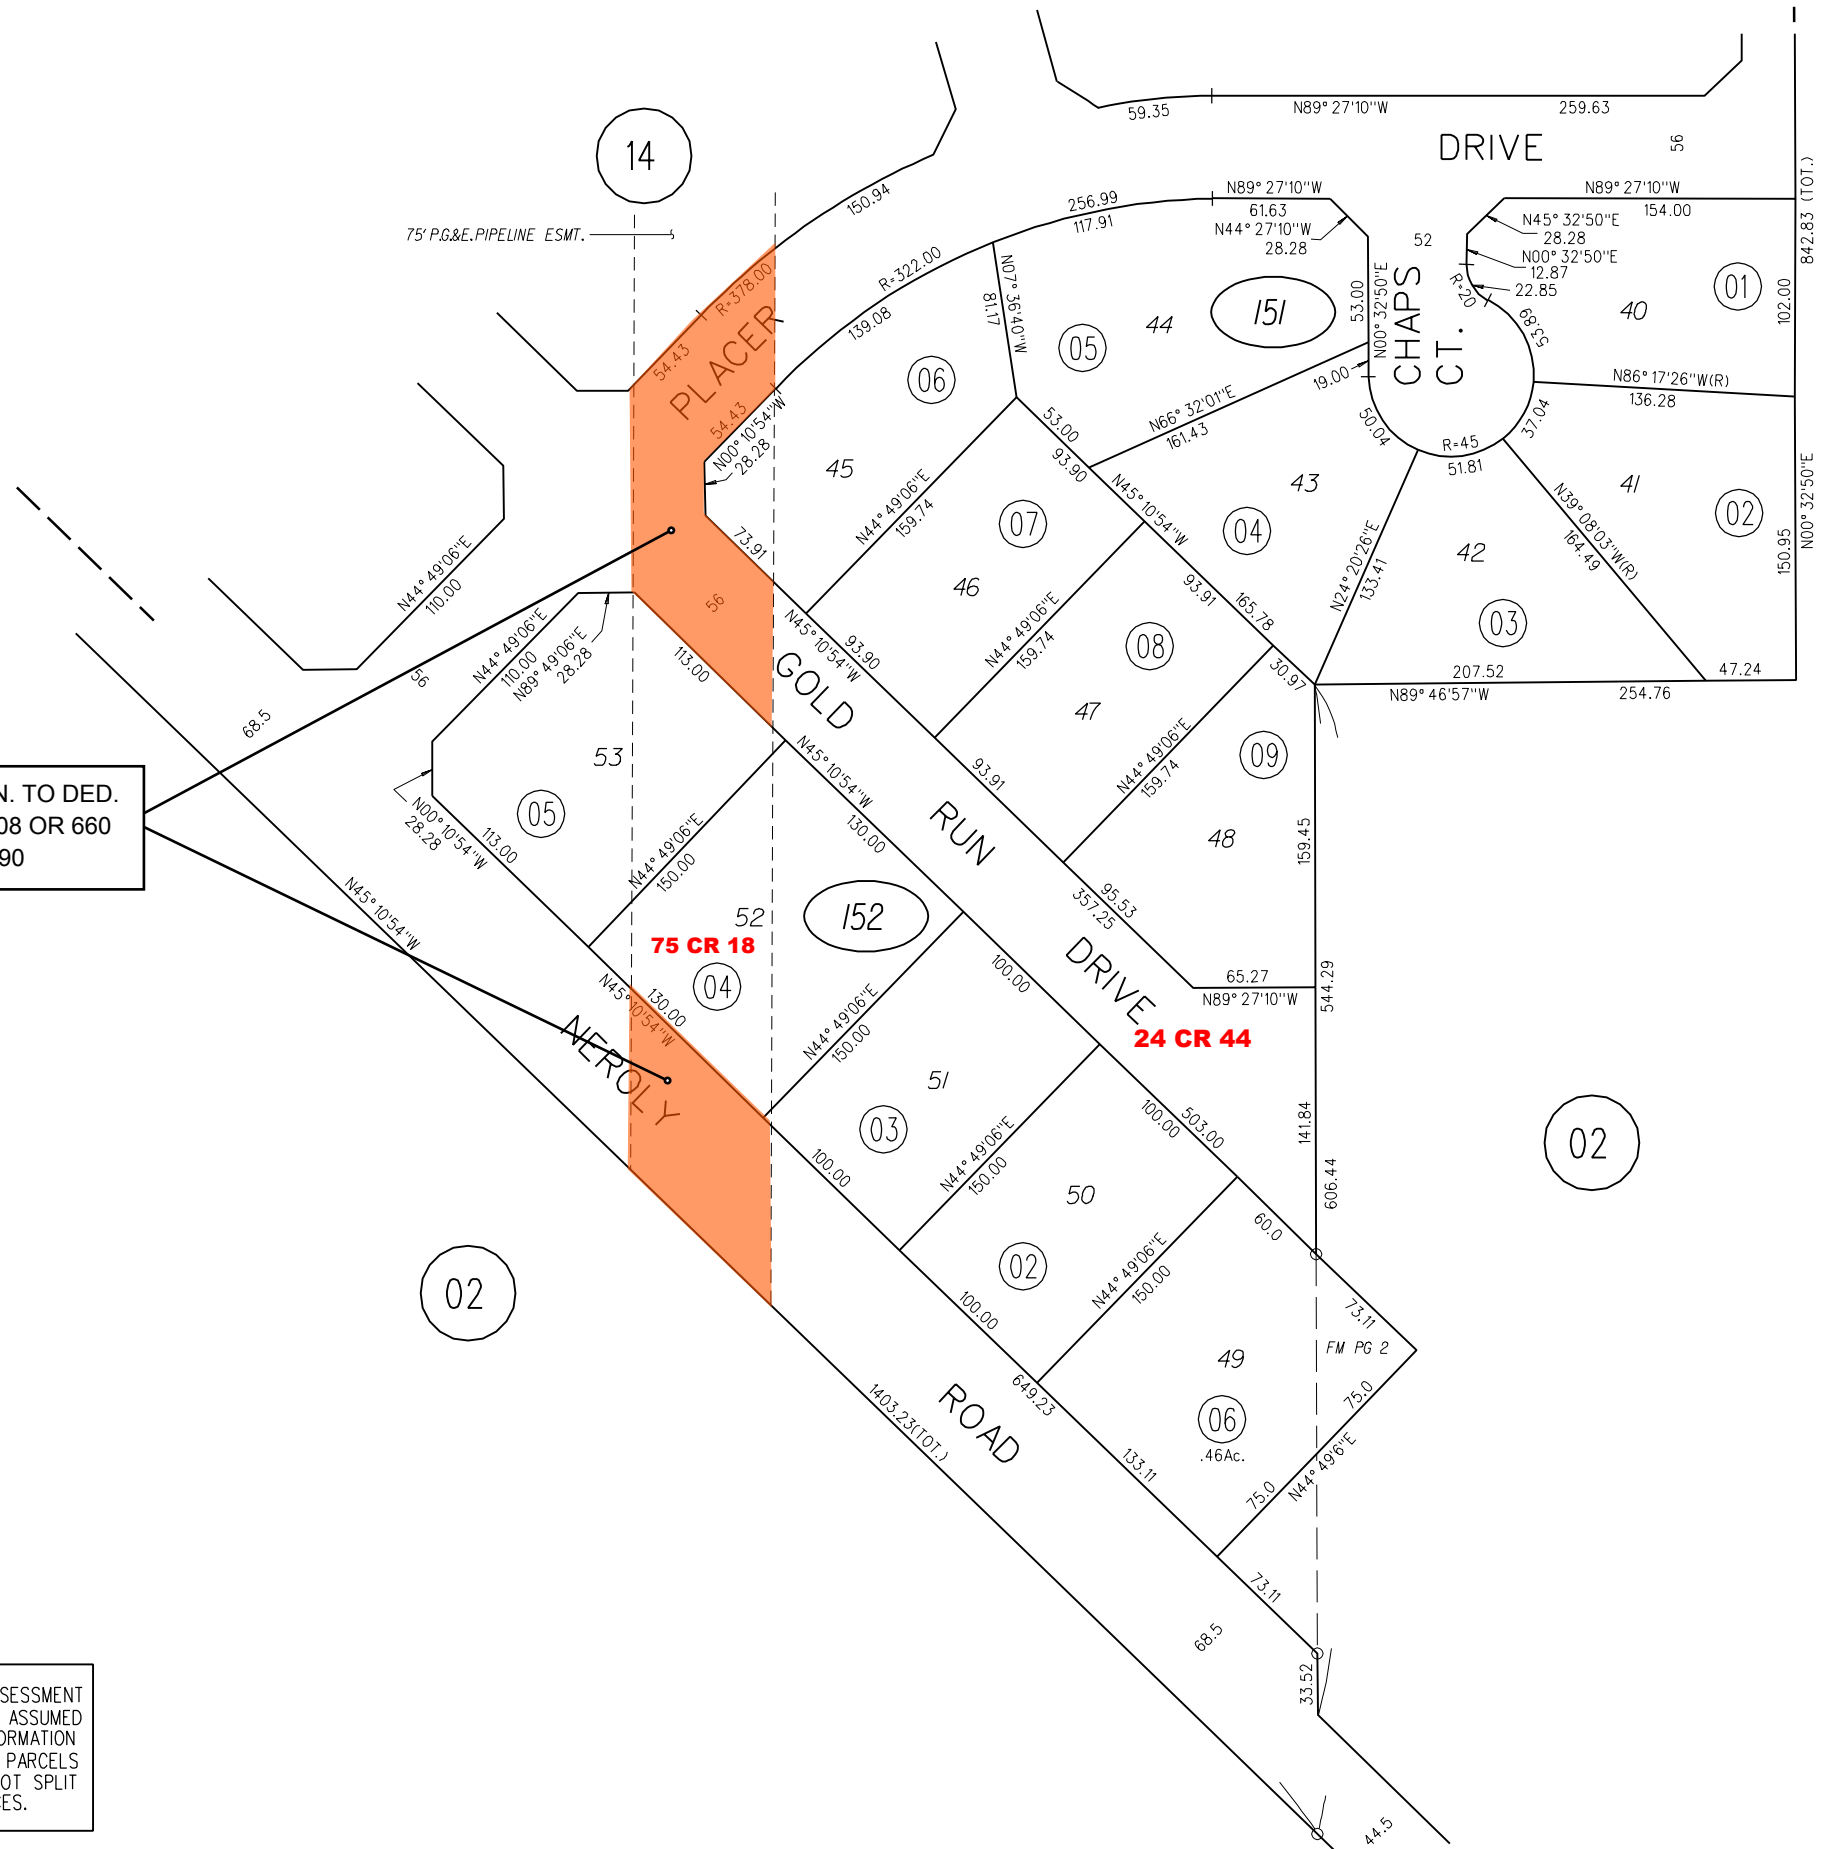 14
75' P.G.&E. PIPELINE ESMT.
150.94
R=378.00
54.43
PLACER
54.43
N00° 10'54"W
28.28
59.35
N89° 27'10"W
259.63
DRIVE
56
256.99
117.91
R=322.00
139.08
N89° 27'10"W
61.63
N44° 27'10"W
28.28
N89° 27'10"W
154.00
N45° 32'50"E
28.28
N00° 32'50"E
12.87
22.85
R=20
52
842.83 (TOT.)
102.00
01
40
53.89
CHAPS
CT.
53.00
N00° 32'50"E
19.00
151
44
05
N07° 36'40"W
81.17
06
45
N66° 32'01"E
161.43
50.04
R=45
51.81
37.04
N86° 17'26"W(R)
136.28
N00° 32'50"E
150.95
41
02
N39° 08'03"W(R)
164.49
43
04
42
03
N24° 20'26"E
133.41
207.52
47.24
N89° 46'57"W
254.76
53.00
93.90
N45° 10'54"W
93.91
165.78
30.97
N44° 49'06"E
159.74
07
46
73.91
56
N45° 10'54"W
93.90
N44° 49'06"E
159.74
08
47
GOLD
RUN
DRIVE
93.91
N44° 49'06"E
159.74
09
48
159.45
95.53
357.25
65.27
N89° 27'10"W
544.29
24 CR 44
141.84
606.44
N44° 49'06"E
110.00
56
68.5
N44° 49'06"E
110.00
N89° 49'06"E
28.28
113.00
53
05
N00° 10'54"W
28.28
113.00
N45° 10'54"W
N. TO DED.
08 OR 660
90
N45° 10'54"W
130.00
N44° 49'06"E
150.00
52
152
75 CR 18
04
N45° 10'54"W
130.00
NEROLY
ROAD
100.00
N44° 49'06"E
150.00
51
03
100.00
N44° 49'06"E
150.00
100.00
503.00
50
02
100.00
N44° 49'06"E
150.00
60.0
73.11
FM PG 2
49
06
.46Ac.
75.0
75.0
N44° 49'6"E
649.23
133.11
1403.23(TOT.)
73.11
68.5
33.52
44.5
02
02
SESSMENT
ASSUMED
ORMATION
PARCELS
OT SPLIT
CES.